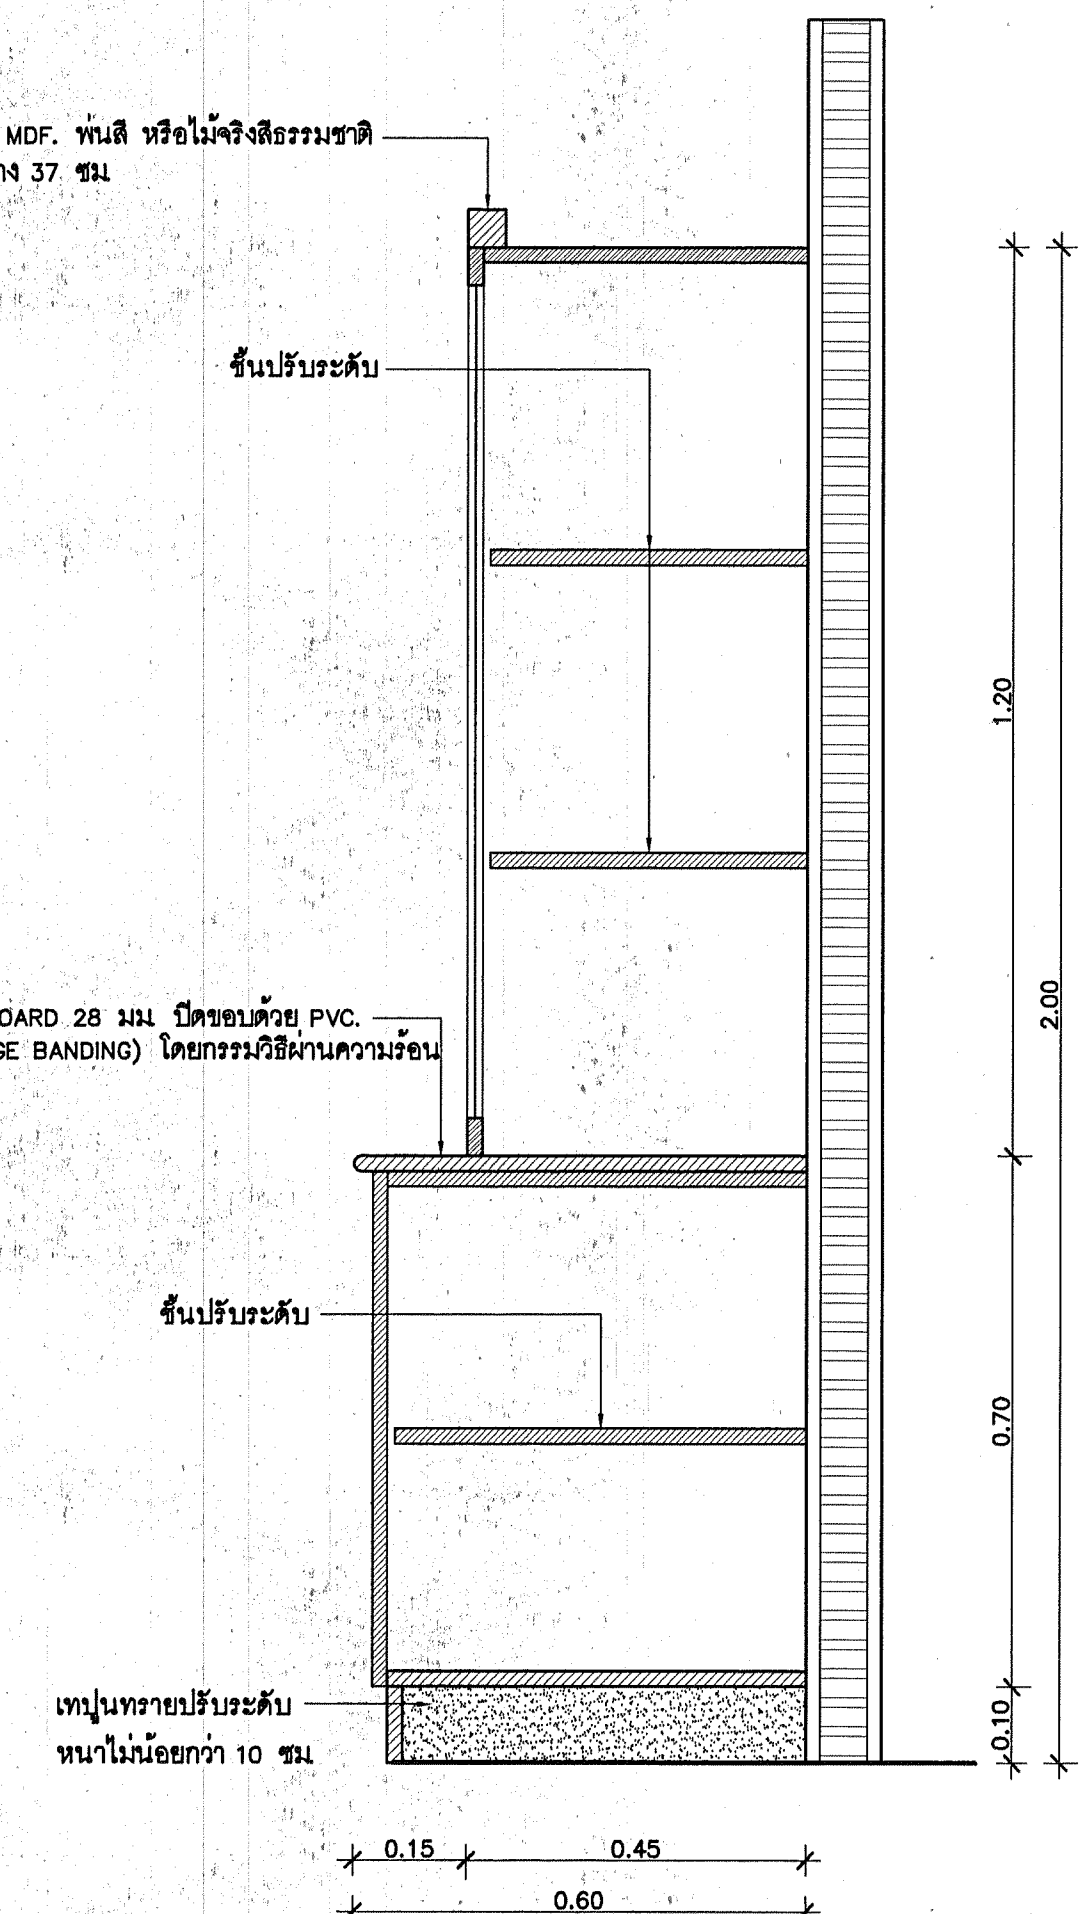 MDF. พ่นสี หรือไม้จริงสีธรรมชาติ
37 ซม
ชั้นปรับระดับ
1.20
2.00
28 มม ปิดขอบด้วย PVC.
BANDING) โดยกรรมวิธีผ่านความร้อน
ชั้นปรับระดับ
0.70
เทปูนทรายปรับระดับ
หนาไม่น้อยกว่า 10 ซม
0.10
0.15 0.45
0.60